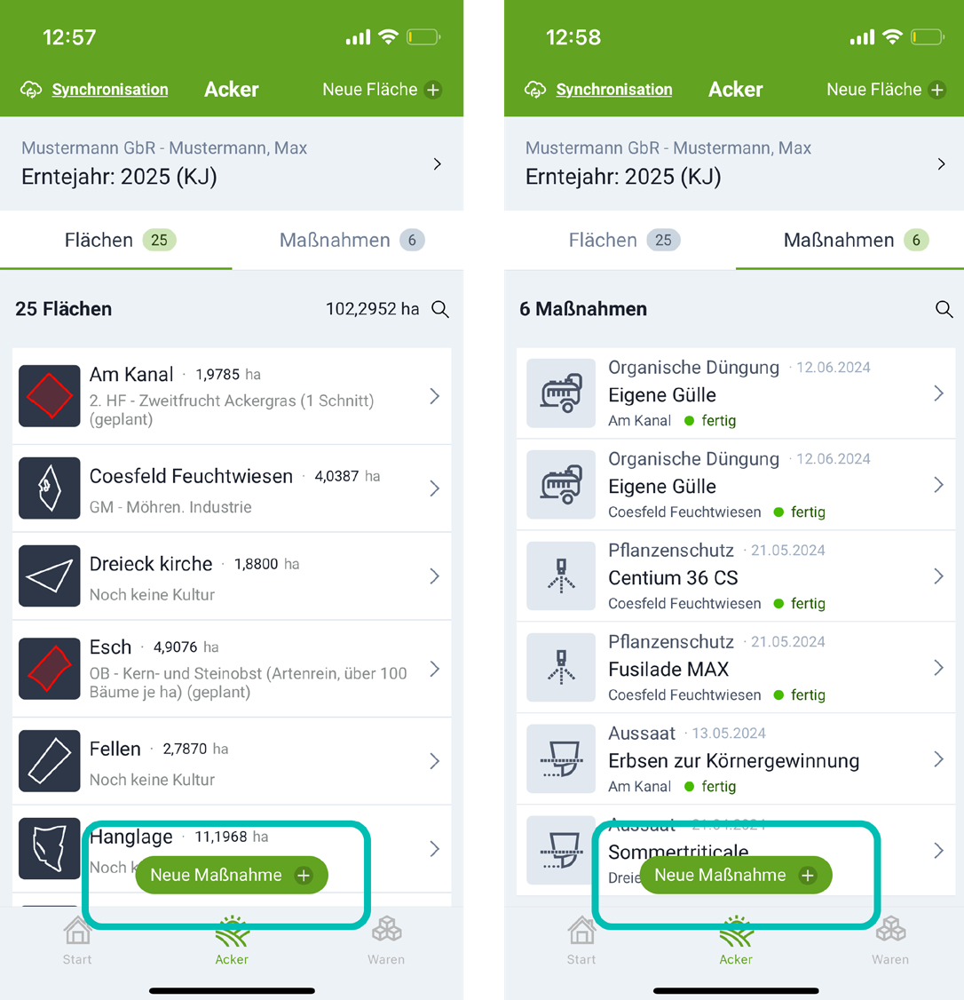 12:57
Synchronisation Acker Neue Fläche
Mustermann GbR - Mustermann, Max
Erntejahr: 2025 (KJ)
Flächen 25 Maßnahmen 6
25 Flächen 102,2952 ha
Am Kanal · 1,9785 ha
2. HF - Zweitfrucht Ackergras (1 Schnitt)
(geplant)
Coesfeld Feuchtwiesen · 4,0387 ha
GM - Möhren. Industrie
Dreieck kirche · 1,8800 ha
Noch keine Kultur
Esch · 4,9076 ha
OB - Kern- und Steinobst (Artenrein, über 100
Bäume je ha) (geplant)
Fellen · 2,7870 ha
Noch keine Kultur
Hanglage · 11,1968 ha
Noch
Neue Maßnahme
Start Acker Waren
12:58
Synchronisation Acker Neue Fläche
Mustermann GbR - Mustermann, Max
Erntejahr: 2025 (KJ)
Flächen 25 Maßnahmen 6
6 Maßnahmen
Organische Düngung · 12.06.2024
Eigene Gülle
Am Kanal fertig
Organische Düngung · 12.06.2024
Eigene Gülle
Coesfeld Feuchtwiesen fertig
Pflanzenschutz · 21.05.2024
Centium 36 CS
Coesfeld Feuchtwiesen fertig
Pflanzenschutz · 21.05.2024
Fusilade MAX
Coesfeld Feuchtwiesen fertig
Aussaat · 13.05.2024
Erbsen zur Körnergewinnung
Am Kanal fertig
Aussaat
Sommertriticale
Neue Maßnahme
Start Acker Waren